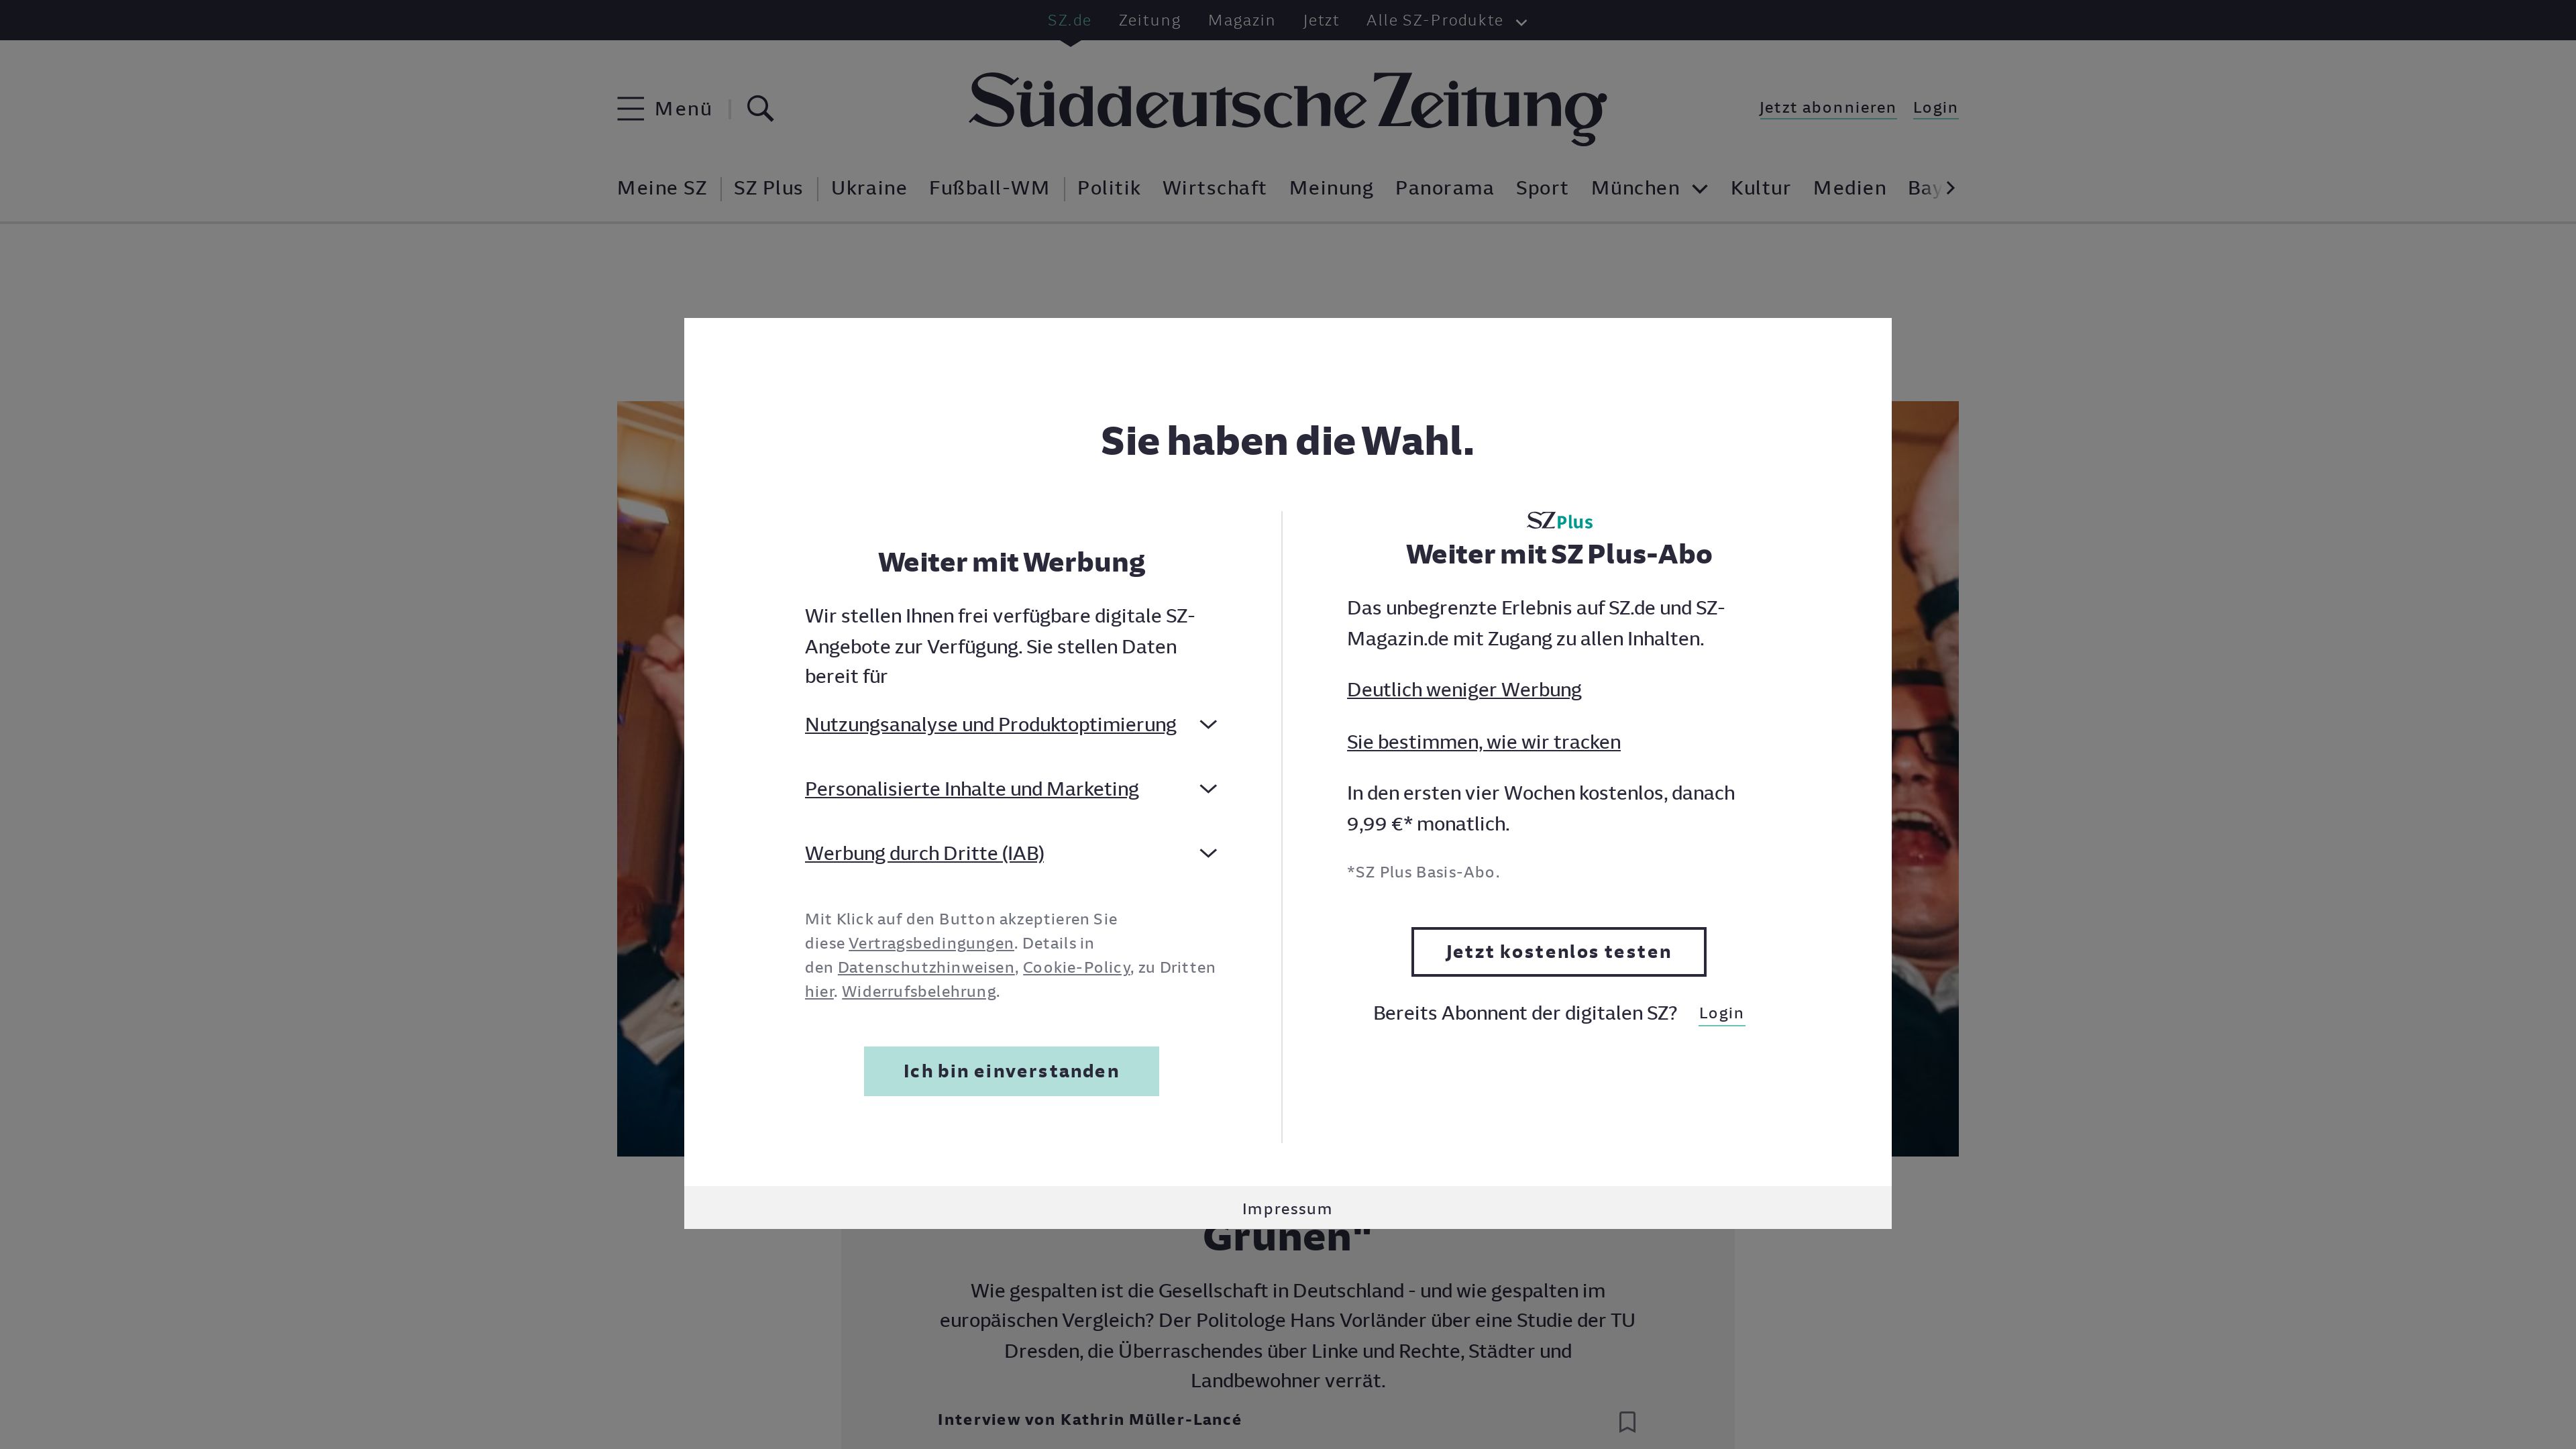 SZ.de Zeitung Magazin Jetzt Alle SZ-Produkte
Menü
Süddeutsche Zeitung
Jetzt abonnieren Login
Meine SZ SZ Plus Ukraine Fußball-WM Politik Wirtschaft Meinung Panorama Sport München Kultur Medien
Sie haben die Wahl.
Weiter mit Werbung
Wir stellen Ihnen frei verfügbare digitale SZ-
Angebote zur Verfügung. Sie stellen Daten
bereit für
Nutzungsanalyse und Produktoptimierung
Personalisierte Inhalte und Marketing
Werbung durch Dritte (IAB)
Mit Klick auf den Button akzeptieren Sie
diese Vertragsbedingungen. Details in
den Datenschutzhinweisen, Cookie-Policy, zu Dritten
hier. Widerrufsbelehrung.
Ich bin einverstanden
SZ Plus
Weiter mit SZ Plus-Abo
Das unbegrenzte Erlebnis auf SZ.de und SZ-
Magazin.de mit Zugang zu allen Inhalten.
Deutlich weniger Werbung
Sie bestimmen, wie wir tracken
In den ersten vier Wochen kostenlos, danach
9,99 €* monatlich.
*SZ Plus Basis-Abo.
Jetzt kostenlos testen
Bereits Abonnent der digitalen SZ? Login
Impressum
Grünen"
Wie gespalten ist die Gesellschaft in Deutschland - und wie gespalten im
europäischen Vergleich? Der Politologe Hans Vorländer über eine Studie der TU
Dresden, die Überraschendes über Linke und Rechte, Städter und
Landbewohner verrät.
Interview von Kathrin Müller-Lancé